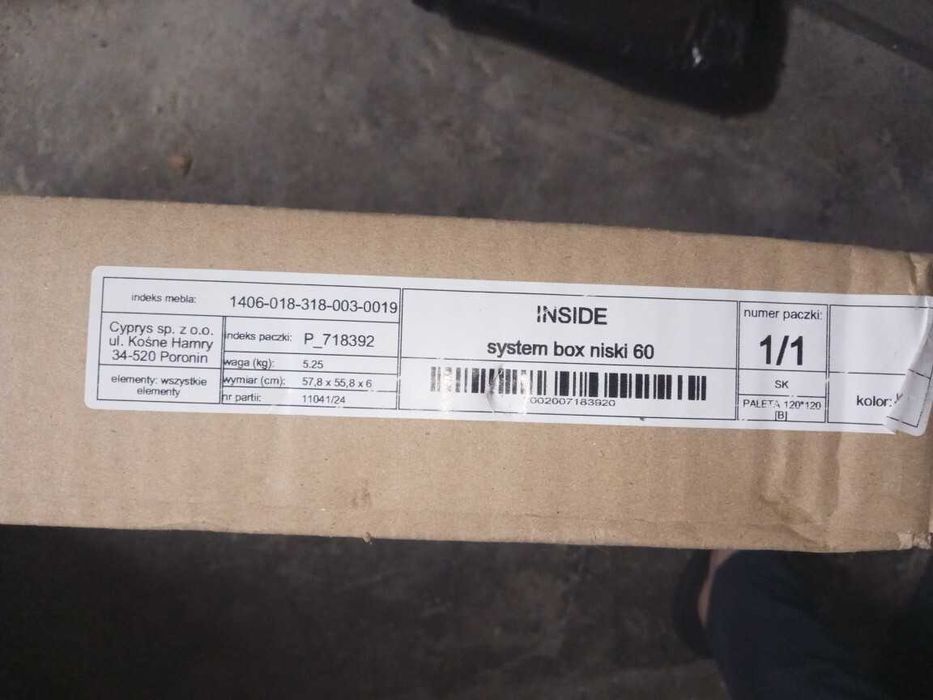 indeks mebla: 1406-018-318-003-0019
Cyprys sp. z o.o.
ul. Kośne Hamry
34-520 Poronin
elementy: wszystkie
elementy
indeks paczki: P_718392
waga (kg): 5.25
wymiar (cm): 57,8 x 55,8 x 6
nr partii: 11041/24
INSIDE
system box niski 60
002007183920
numer paczki:
1/1
SK
PALETA 120*120
[B]
kolor: